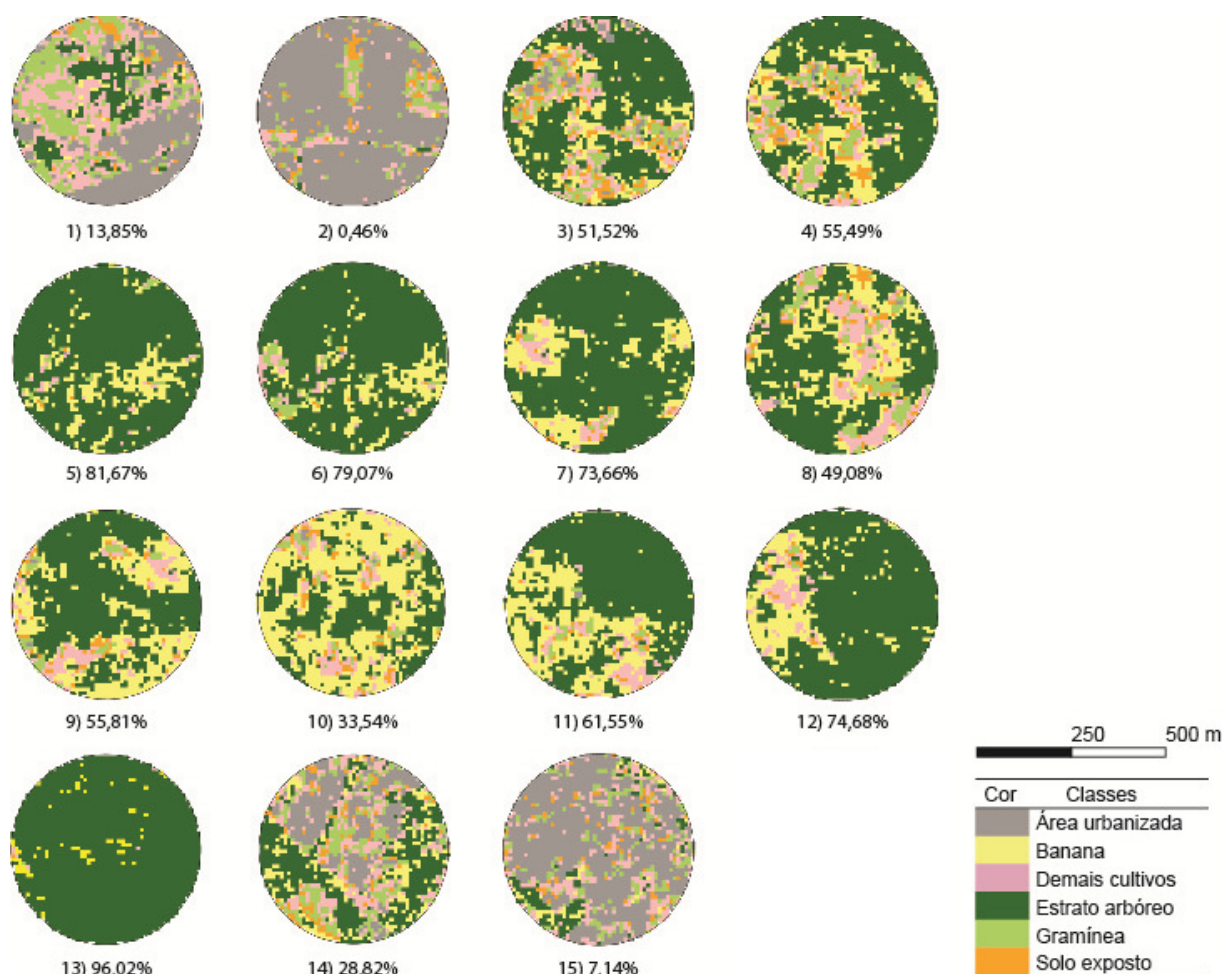 1) 13,85%
2) 0,46%
3) 51,52%
4) 55,49%
5) 81,67%
6) 79,07%
7) 73,66%
8) 49,08%
9) 55,81%
10) 33,54%
11) 61,55%
12) 74,68%
13) 96,02%
14) 28,82%
15) 7,14%
250 500 m
Cor Classes
Área urbanizada
Banana
Demais cultivos
Estrato arbóreo
Gramínea
Solo exposto